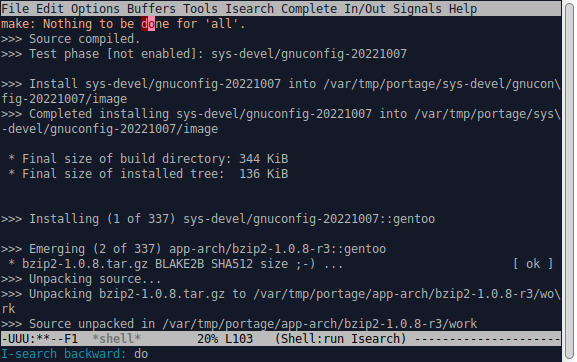 File Edit Options Buffers Tools Isearch Complete In/Out Signals Help
make: Nothing to be done for 'all'.
>>> Source compiled.
>>> Test phase [not enabled]: sys-devel/gnuconfig-20221007

>>> Install sys-devel/gnuconfig-20221007 into /var/tmp/portage/sys-devel/gnucon\
fig-20221007/image
>>> Completed installing sys-devel/gnuconfig-20221007 into /var/tmp/portage/sys\
-devel/gnuconfig-20221007/image

 * Final size of build directory: 344 KiB
 * Final size of installed tree:  136 KiB


>>> Installing (1 of 337) sys-devel/gnuconfig-20221007::gentoo

>>> Emerging (2 of 337) app-arch/bzip2-1.0.8-r3::gentoo
 * bzip2-1.0.8.tar.gz BLAKE2B SHA512 size ;-) ...                        [ ok ]
>>> Unpacking source...
>>> Unpacking bzip2-1.0.8.tar.gz to /var/tmp/portage/app-arch/bzip2-1.0.8-r3/wo\
rk
>>> Source unpacked in /var/tmp/portage/app-arch/bzip2-1.0.8-r3/work
-UUU:**--F1  *shell*        20% L103   (Shell:run Isearch) ---------------------
I-search backward: do